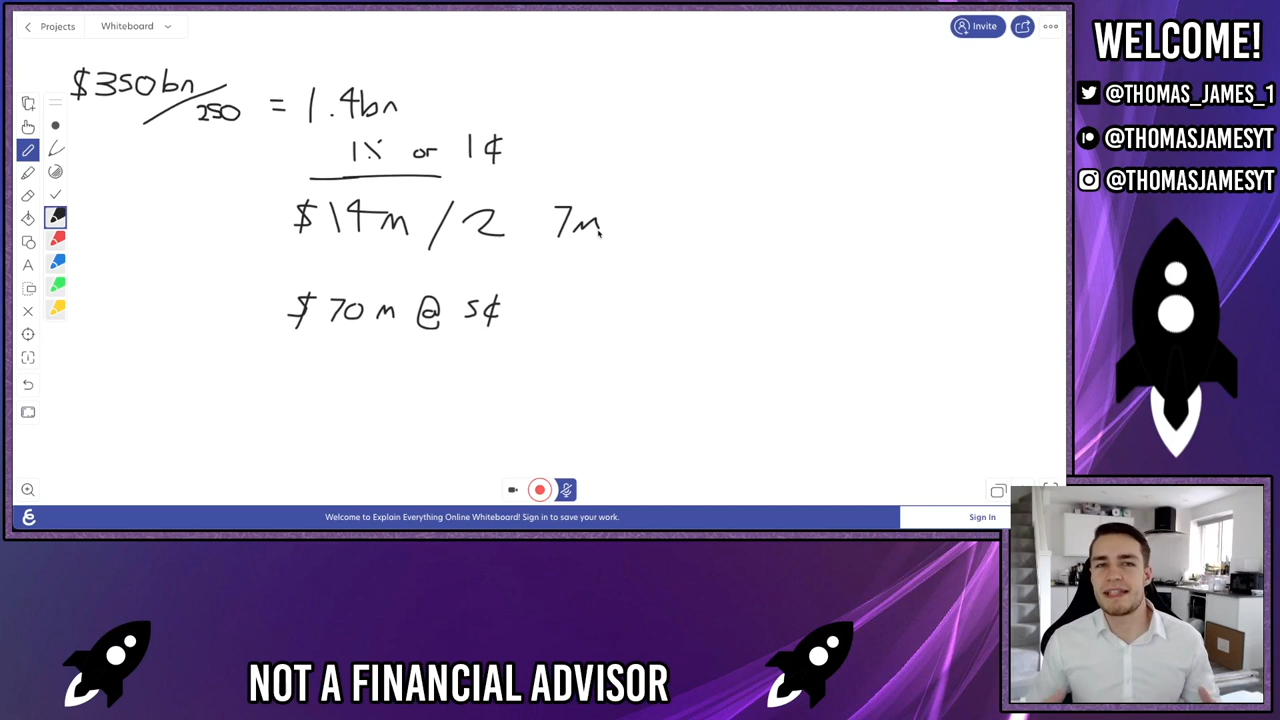 Projects
Whiteboard
Invite
WELCOME!
@THOMAS_JAMES_1
@THOMASJAMESYT
@THOMASJAMESYT
$350bn/250 = 1.4bn
1% or 1¢
$14m / 2 7m
$70m @ 5¢
A
Welcome to Explain Everything Online Whiteboard! Sign in to save your work.
Sign In
NOT A FINANCIAL ADVISOR